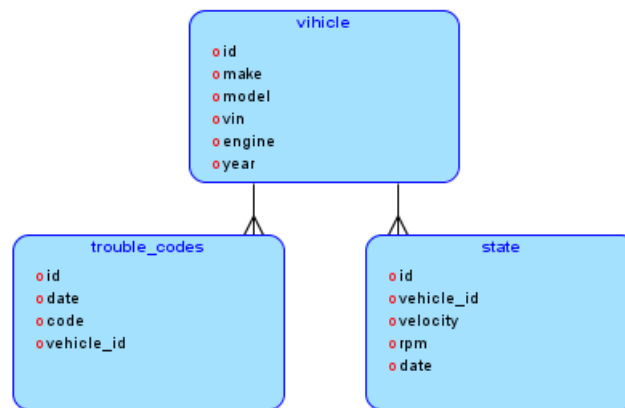 vihicle
id
make
model
vin
engine
year
trouble_codes
id
date
code
vehicle_id
state
id
vehicle_id
velocity
rpm
date